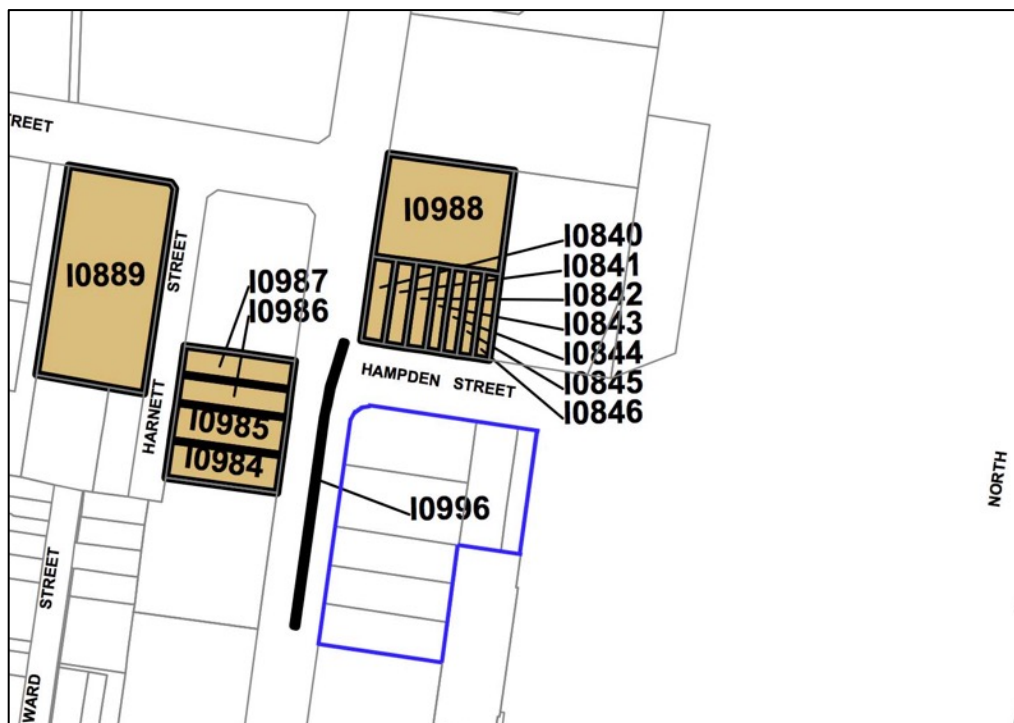 TREET
I0988
I0889
STREET
I0987
I0986
I0840
I0841
I0842
I0843
I0844
I0845
I0846
HAMPDEN STREET
HARNETT
I0985
I0984
I0996
NORTH
STREET
WARD